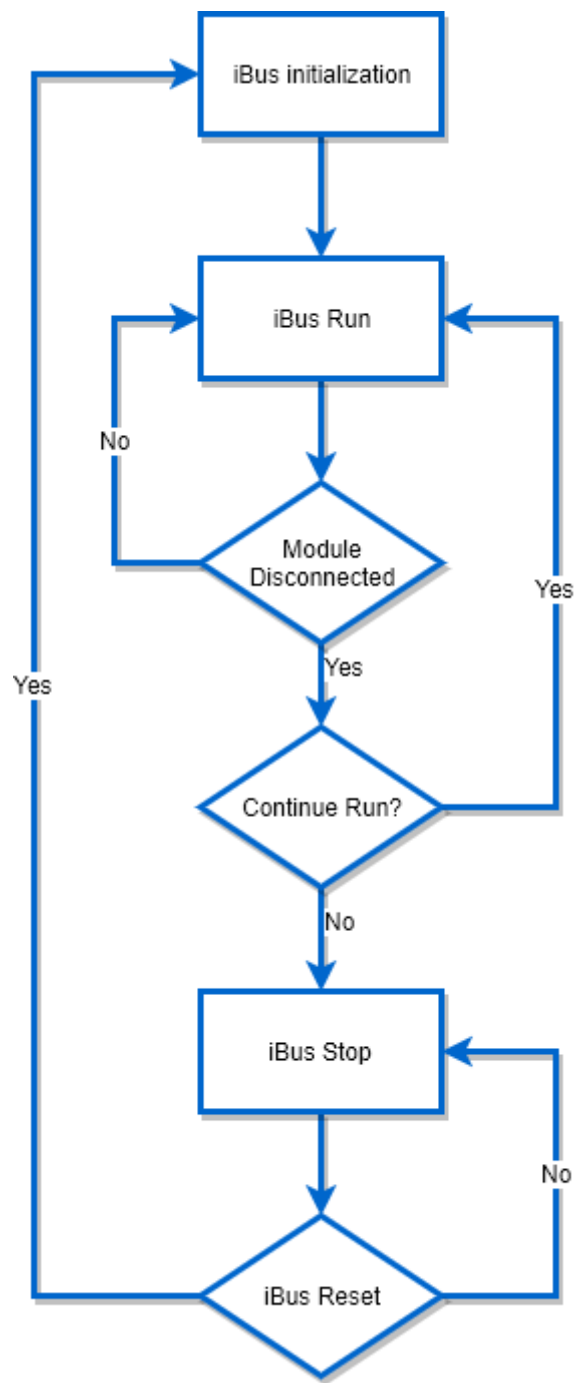 iBus initialization
iBus Run
No
Module
Disconnected
Yes
Yes
Yes
Continue Run?
No
iBus Stop
No
iBus Reset